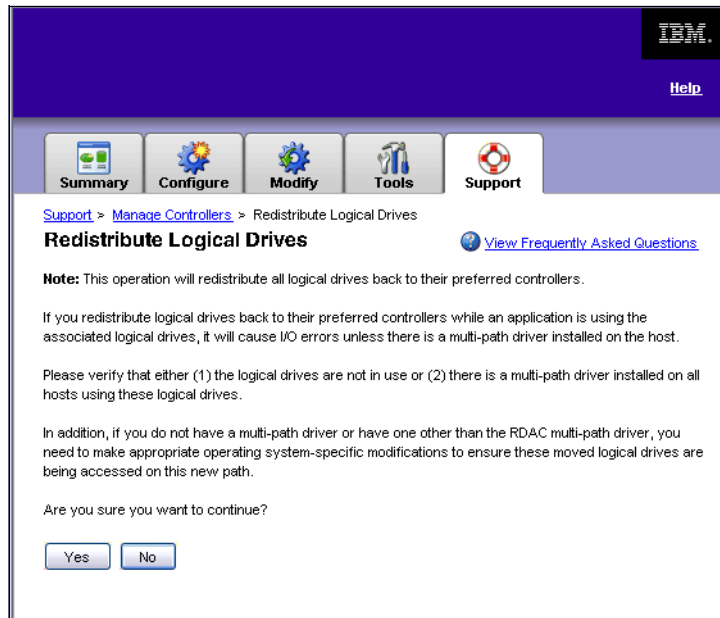 IBM.
Help
Summary
Configure
Modify
Tools
Support
Support > Manage Controllers > Redistribute Logical Drives
Redistribute Logical Drives
View Frequently Asked Questions
Note: This operation will redistribute all logical drives back to their preferred controllers.
If you redistribute logical drives back to their preferred controllers while an application is using the
associated logical drives, it will cause I/O errors unless there is a multi-path driver installed on the host.
Please verify that either (1) the logical drives are not in use or (2) there is a multi-path driver installed on all
hosts using these logical drives.
In addition, if you do not have a multi-path driver or have one other than the RDAC multi-path driver, you
need to make appropriate operating system-specific modifications to ensure these moved logical drives are
being accessed on this new path.
Are you sure you want to continue?
Yes
No